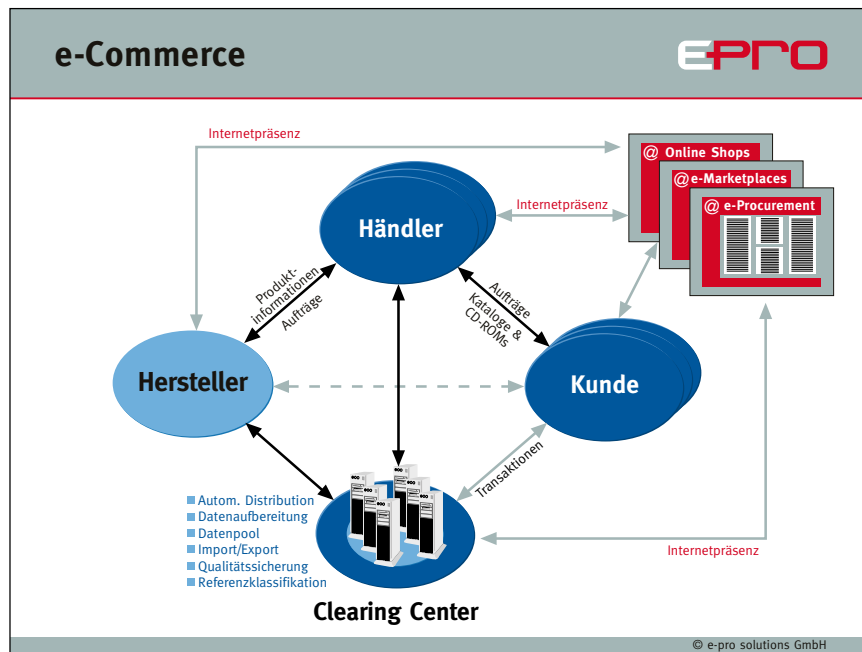 e-Commerce
EPRO
Internetpräsenz
@ Online Shops
@ e-Marketplaces
@ e-Procurement
Internetpräsenz
Händler
Produkt-
informationen
Aufträge
Aufträge
Kataloge &
CD-ROMs
Hersteller
Kunde
Transaktionen
Autom. Distribution
Datenaufbereitung
Datenpool
Import/Export
Qualitätssicherung
Referenzklassifikation
Internetpräsenz
Clearing Center
© e-pro solutions GmbH